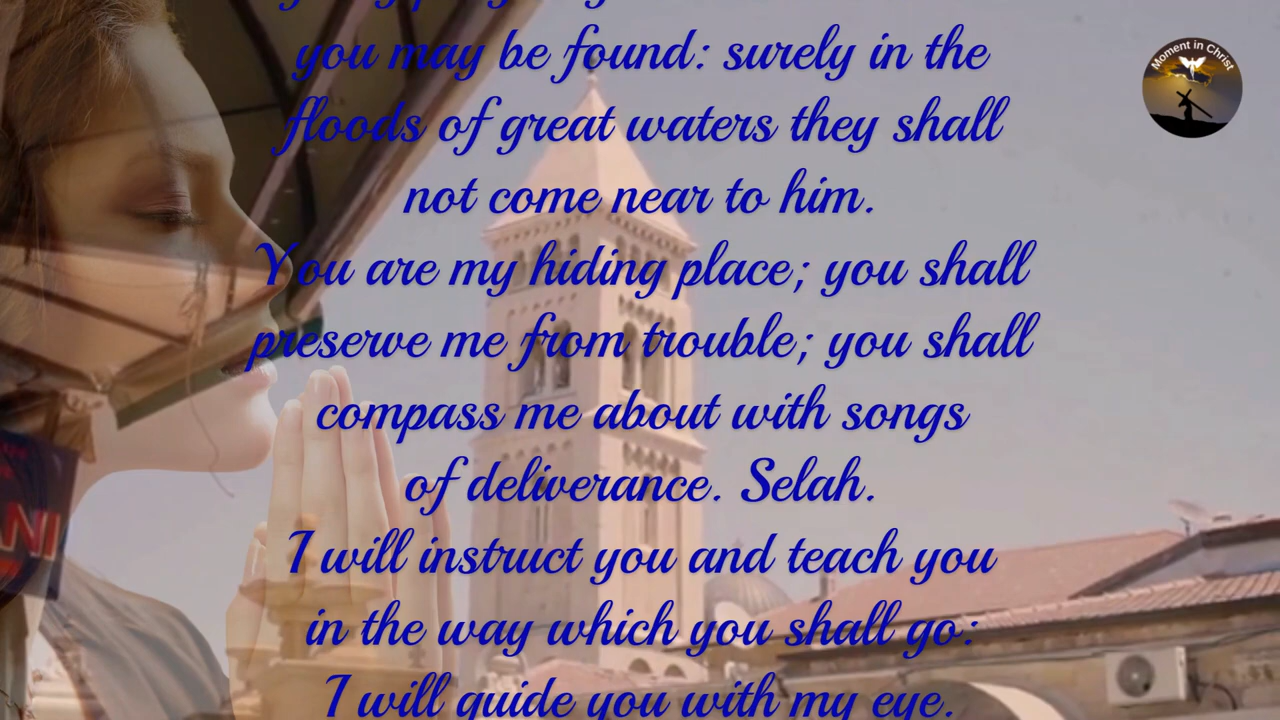 you may be found: surely in the
floods of great waters they shall
not come near to him.
You are my hiding place; you shall
preserve me from trouble; you shall
compass me about with songs
of deliverance. Selah.
I will instruct you and teach you
in the way which you shall go:
I will guide you with my eye.
Moment in Christ
NI